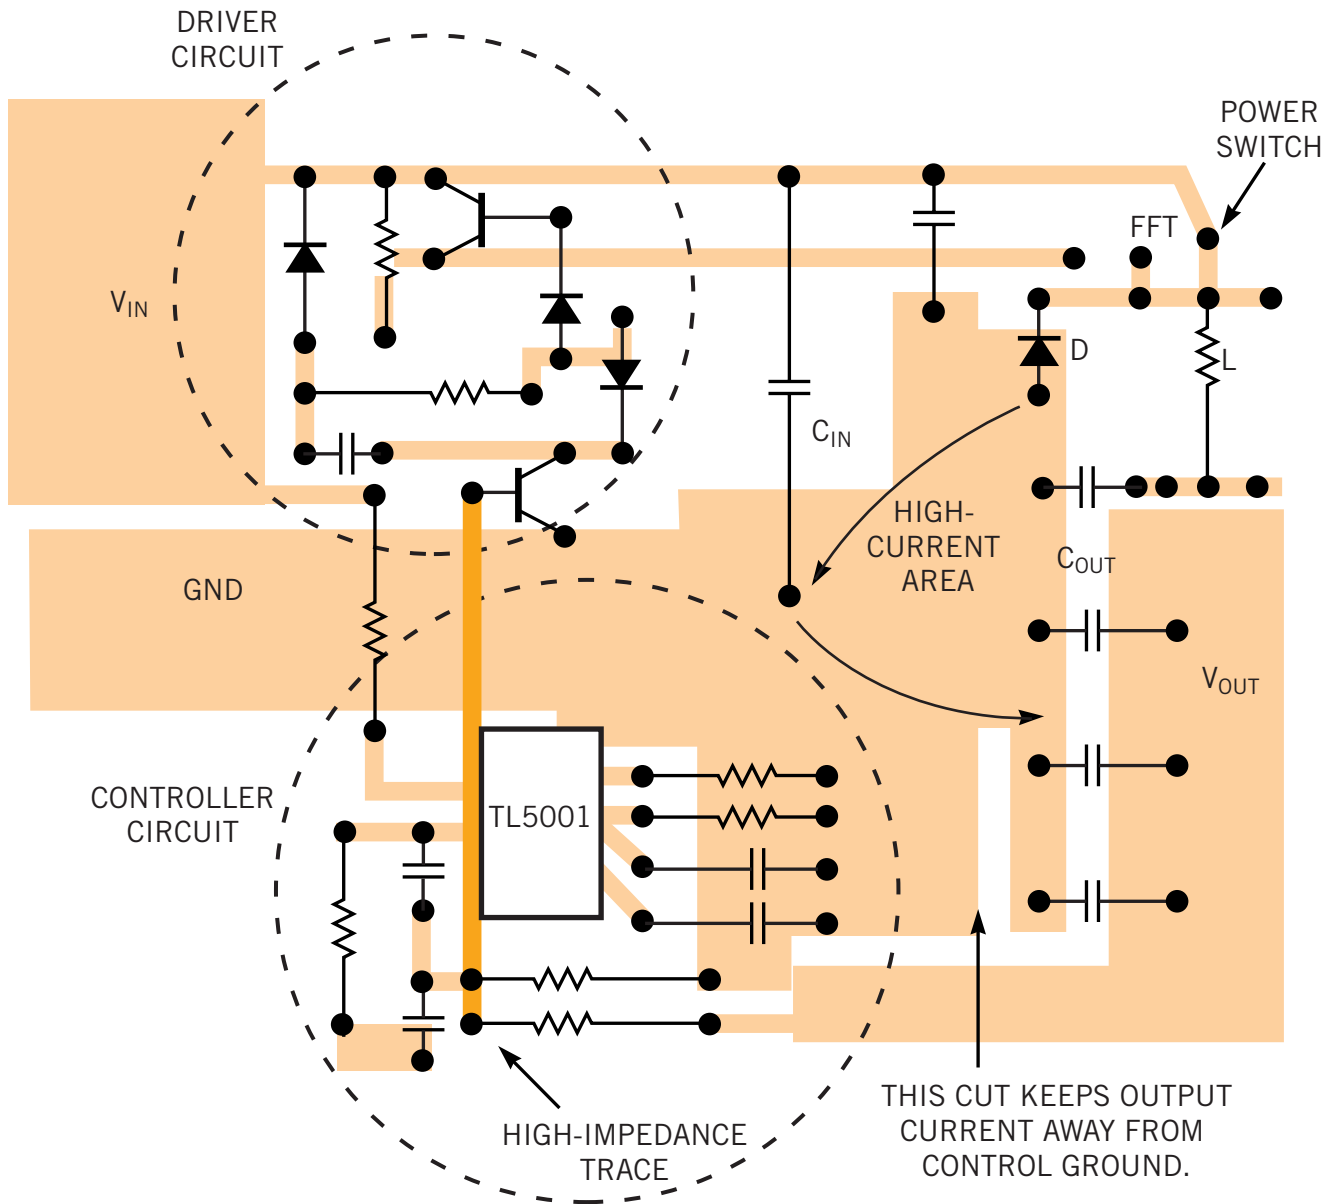 DRIVER
CIRCUIT
POWER
SWITCH
FFT
VIN
D
L
CIN
HIGH-
CURRENT
AREA
COUT
GND
VOUT
CONTROLLER
CIRCUIT
TL5001
THIS CUT KEEPS OUTPUT
CURRENT AWAY FROM
CONTROL GROUND.
HIGH-IMPEDANCE
TRACE